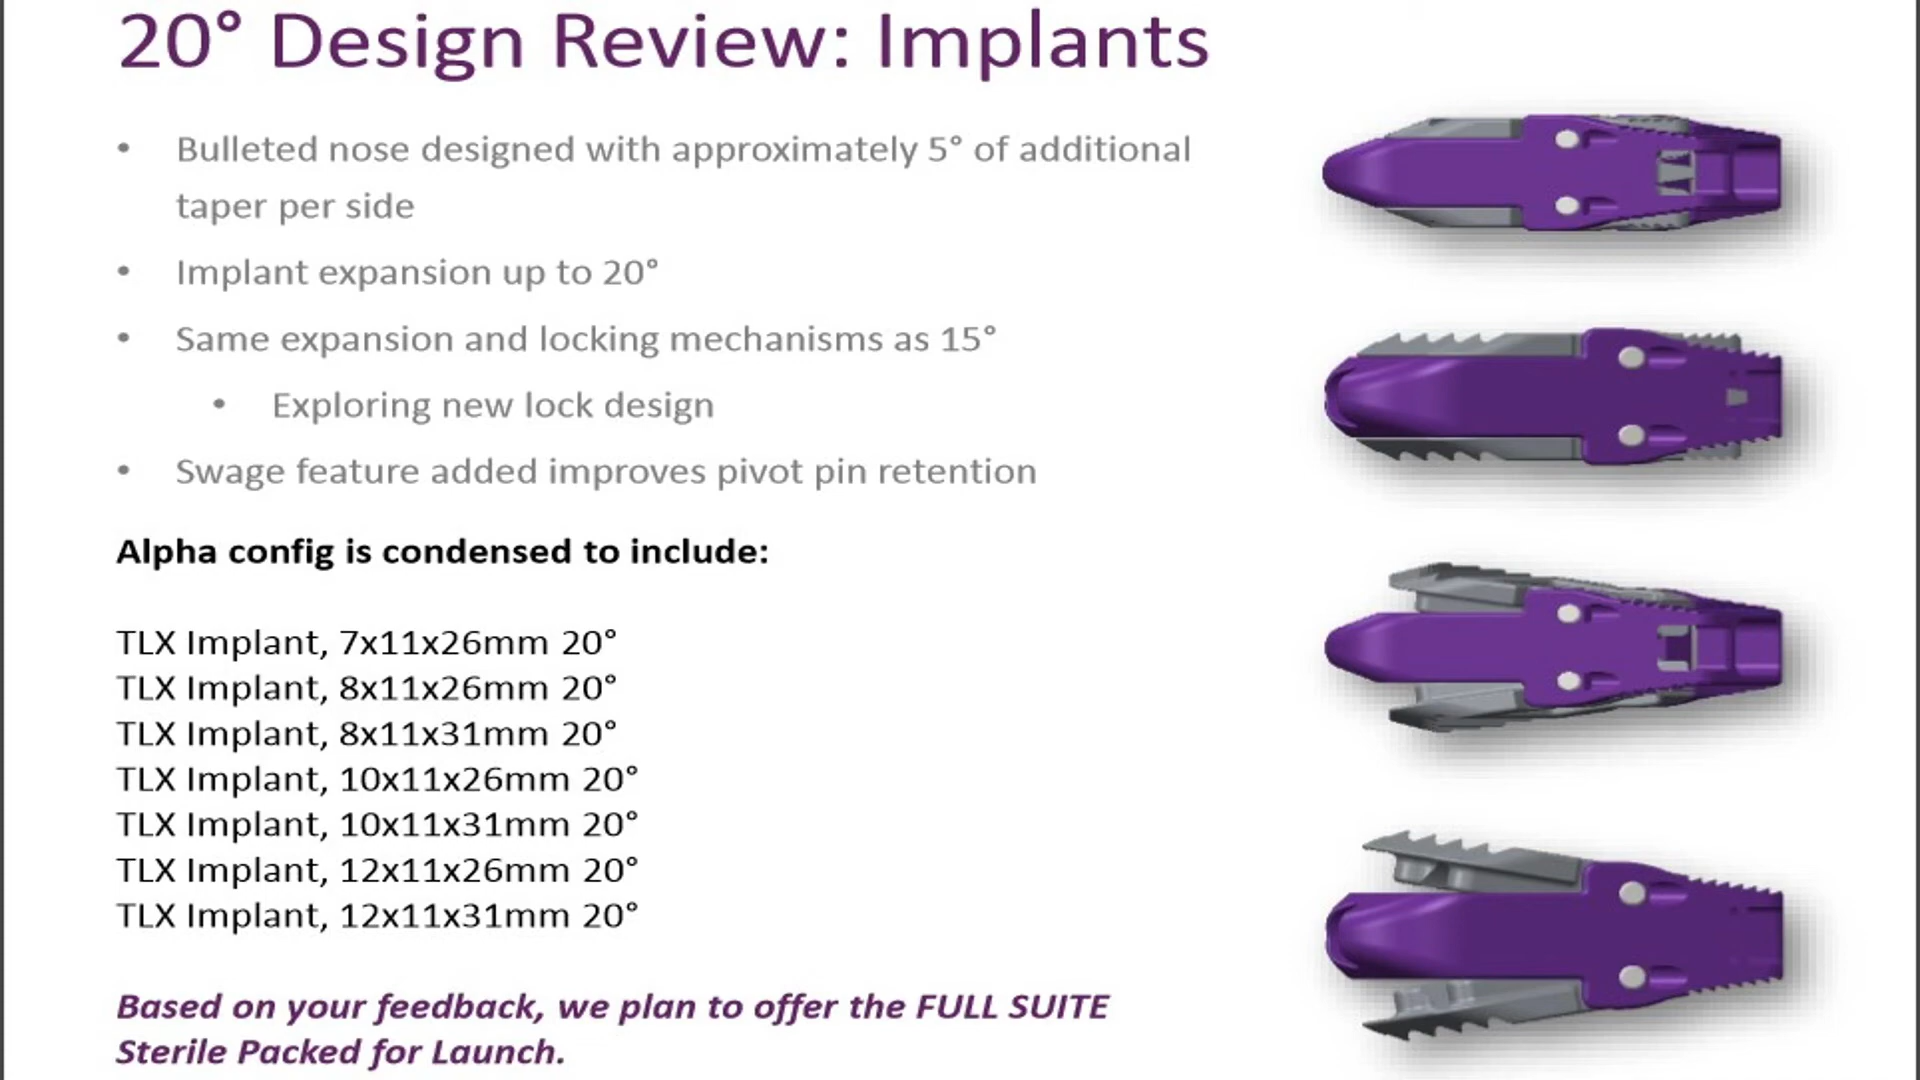 20° Design Review: Implants
• Bulleted nose designed with approximately 5° of additional
taper per side
• Implant expansion up to 20°
• Same expansion and locking mechanisms as 15°
• Exploring new lock design
• Swage feature added improves pivot pin retention
Alpha config is condensed to include:
TLX Implant, 7x11x26mm 20°
TLX Implant, 8x11x26mm 20°
TLX Implant, 8x11x31mm 20°
TLX Implant, 10x11x26mm 20°
TLX Implant, 10x11x31mm 20°
TLX Implant, 12x11x26mm 20°
TLX Implant, 12x11x31mm 20°
Based on your feedback, we plan to offer the FULL SUITE
Sterile Packed for Launch.